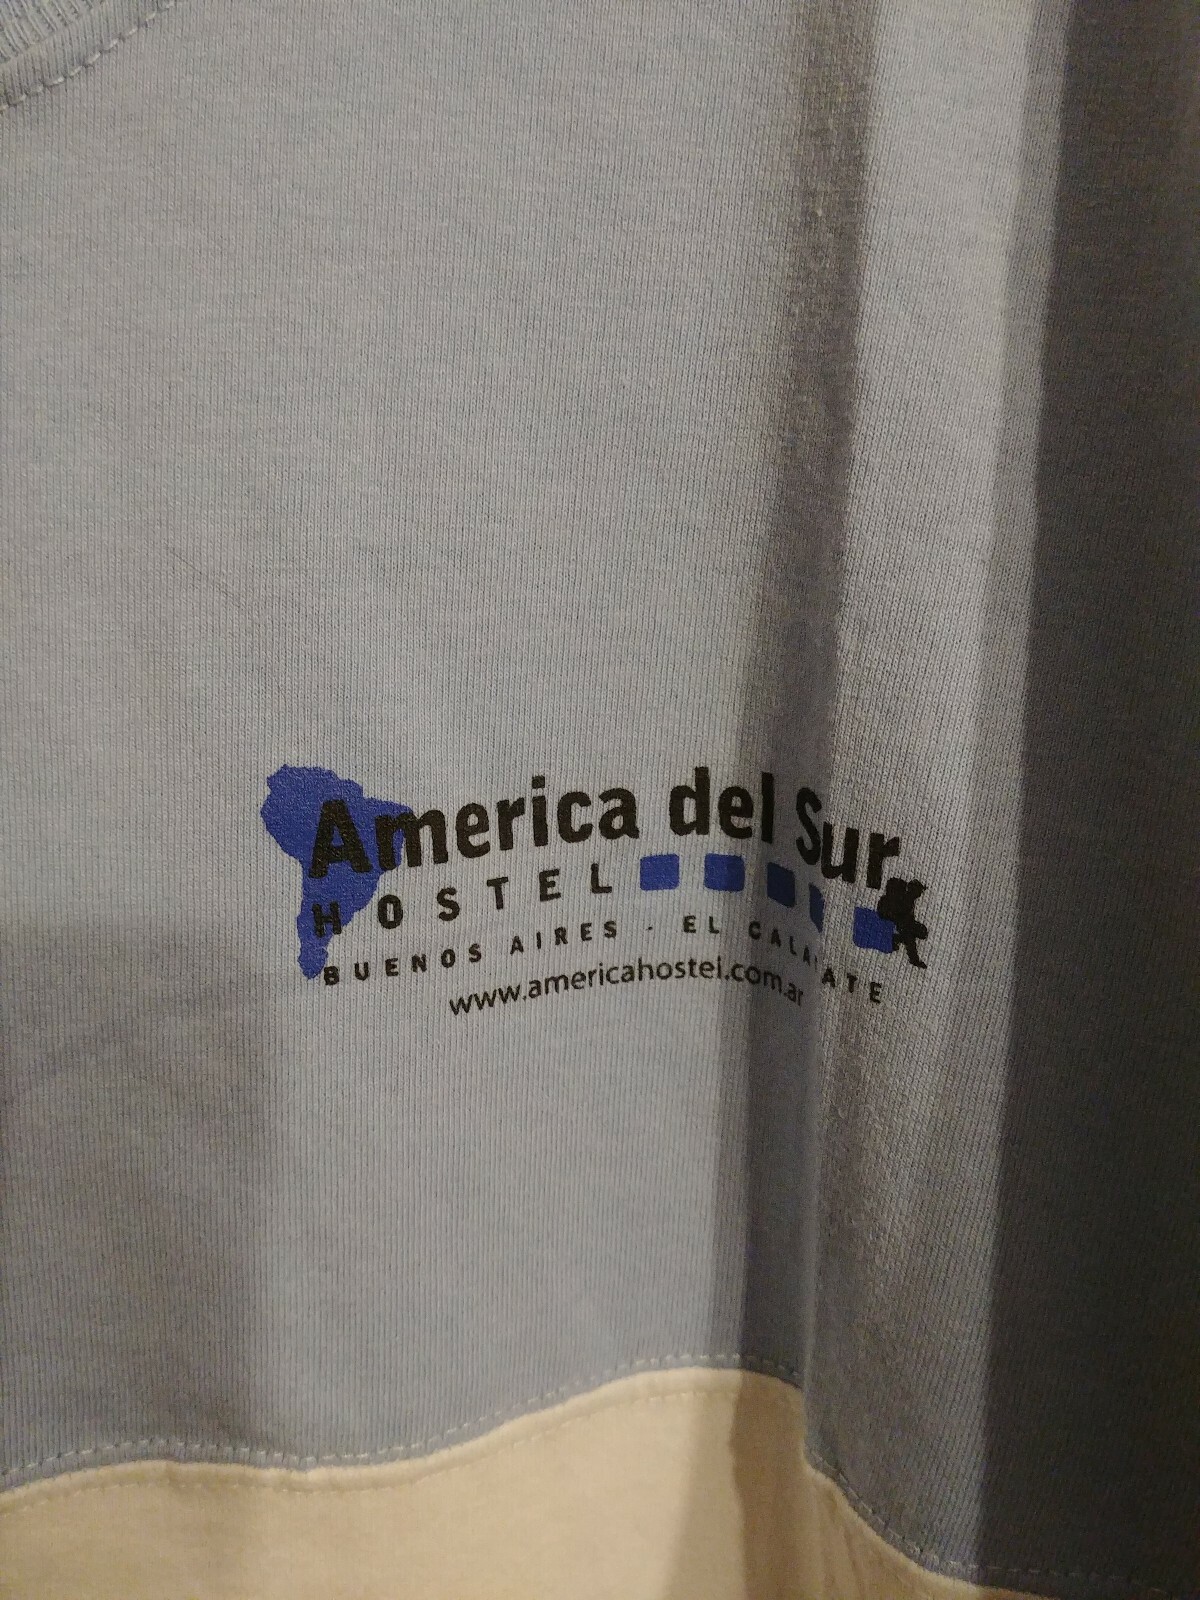 America del Sur
HOSTEL
BUENOS AIRES - EL CALAFATE
www.americahostel.com.ar